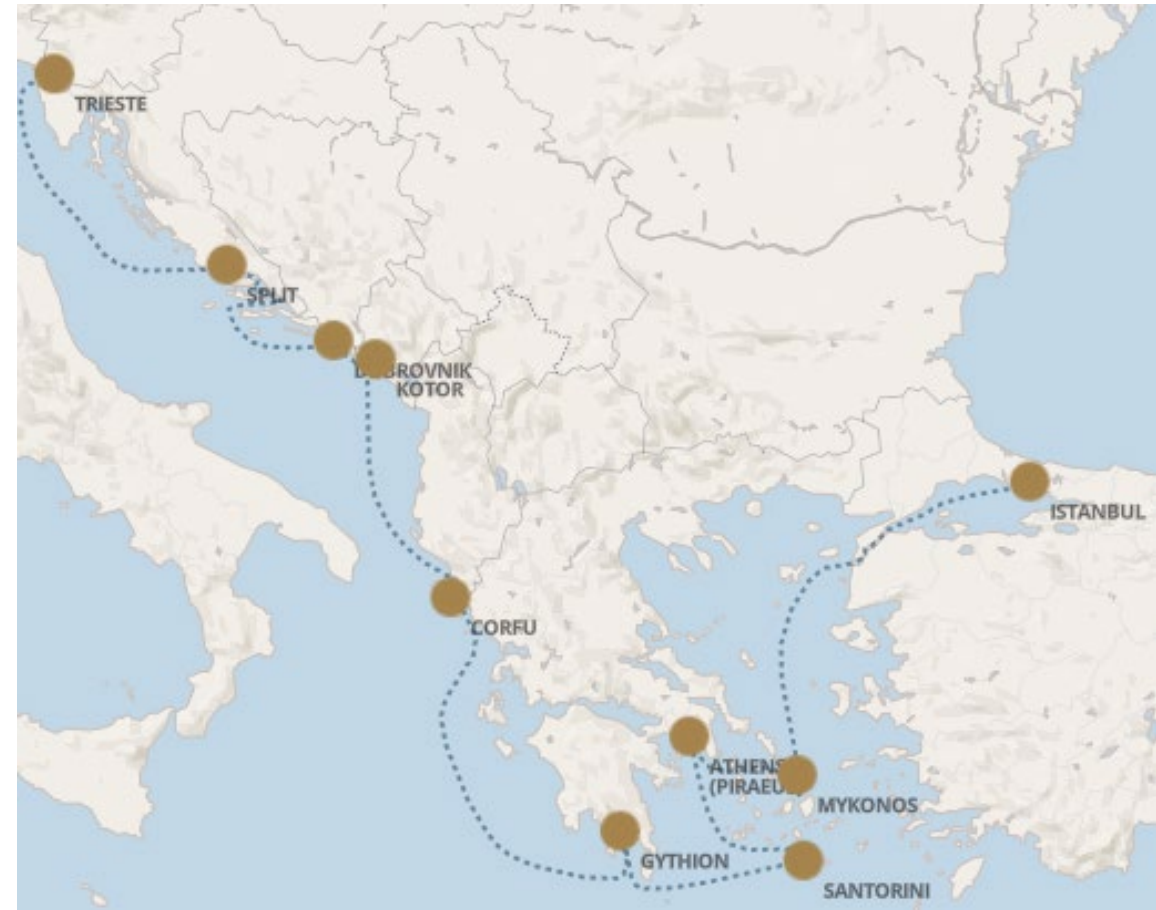 TRIESTE
SPLIT
DUBROVNIK
KOTOR
ISTANBUL
CORFU
ATHENS
(PIRAEUS)
MYKONOS
GYTHION
SANTORINI